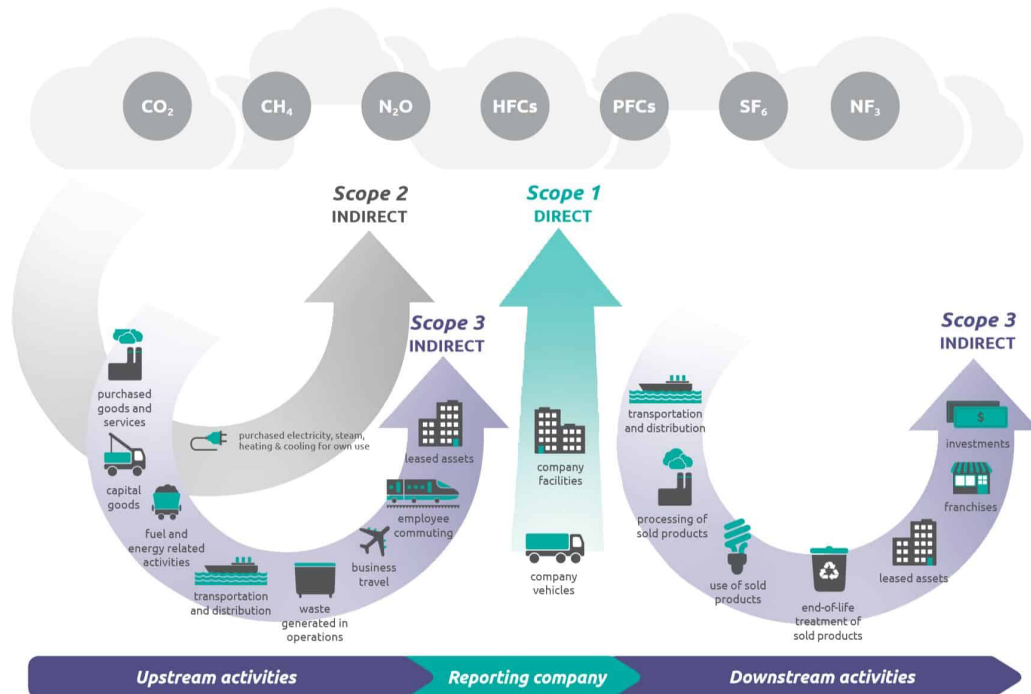 CO₂ CH₄ N₂O HFCs PFCs SF₆ NF₃
Scope 2
INDIRECT
Scope 1
DIRECT
Scope 3
INDIRECT
Scope 3
INDIRECT
purchased
goods and
services
capital
goods
fuel and
energy related
activities
purchased electricity, steam,
heating & cooling for own use
transportation
and distribution
waste
generated in
operations
business
travel
employee
commuting
leased assets
company
facilities
company
vehicles
transportation
and distribution
processing of
sold products
use of sold
products
end-of-life
treatment of
sold products
leased assets
franchises
investments
$
Upstream activities
Reporting company
Downstream activities